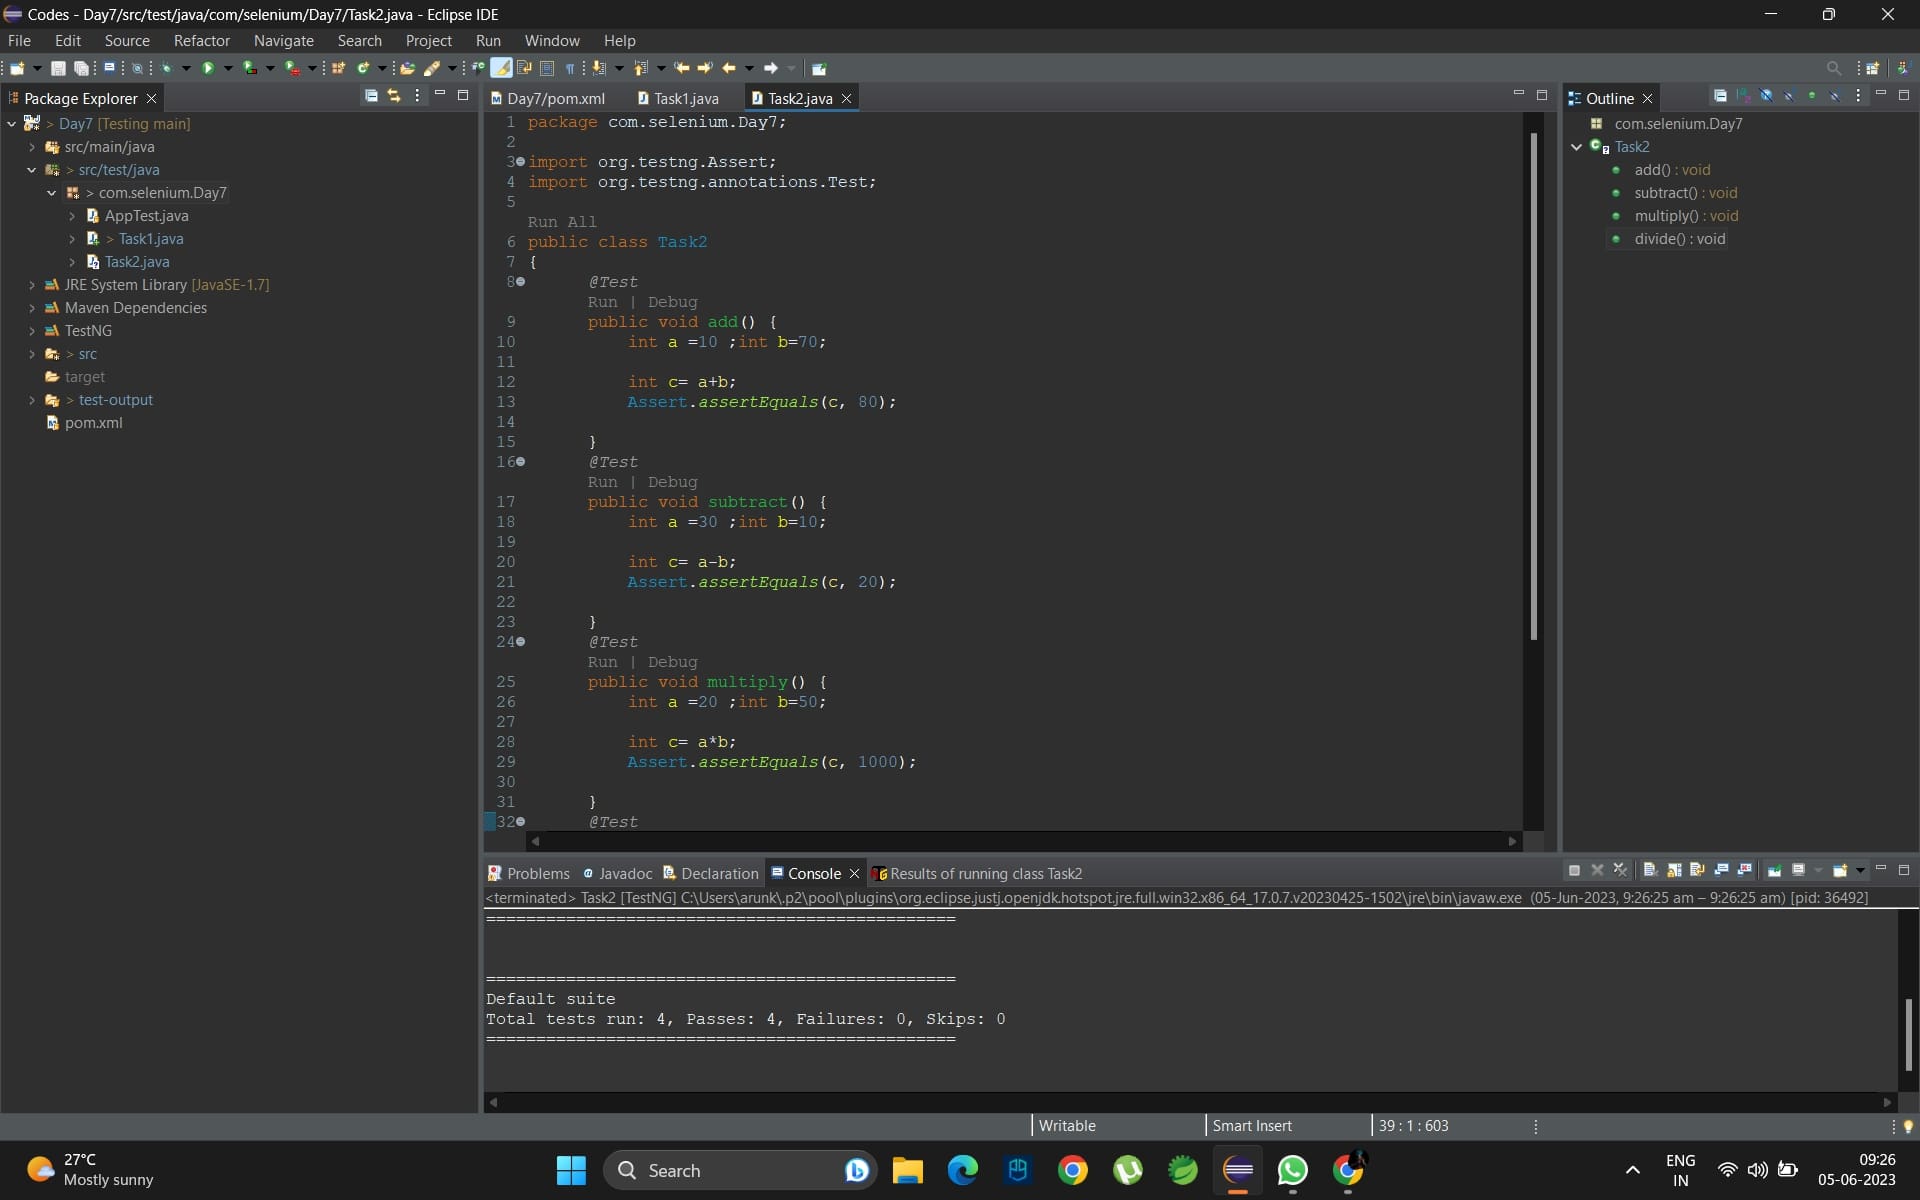 Codes - Day7/src/test/java/com/selenium/Day7/Task2.java - Eclipse IDE
File Edit Source Refactor Navigate Search Project Run Window Help
Package Explorer
> Day7 [Testing main]
src/main/java
> src/test/java
> com.selenium.Day7
AppTest.java
> Task1.java
Task2.java
JRE System Library [JavaSE-1.7]
Maven Dependencies
TestNG
> src
target
> test-output
pom.xml
Day7/pom.xml Task1.java Task2.java
1 package com.selenium.Day7;
2
3 import org.testng.Assert;
4 import org.testng.annotations.Test;
5
Run All
6 public class Task2
7 {
8 @Test
Run | Debug
9 public void add() {
10 int a =10 ;int b=70;
11
12 int c= a+b;
13 Assert.assertEquals(c, 80);
14
15 }
16 @Test
Run | Debug
17 public void subtract() {
18 int a =30 ;int b=10;
19
20 int c= a-b;
21 Assert.assertEquals(c, 20);
22
23 }
24 @Test
Run | Debug
25 public void multiply() {
26 int a =20 ;int b=50;
27
28 int c= a*b;
29 Assert.assertEquals(c, 1000);
30
31 }
32 @Test
Outline
com.selenium.Day7
Task2
add() : void
subtract() : void
multiply() : void
divide() : void
Problems Javadoc Declaration Console Results of running class Task2
<terminated> Task2 [TestNG] C:\Users\arunk\.p2\pool\plugins\org.eclipse.justj.openjdk.hotspot.jre.full.win32.x86_64_17.0.7.v20230425-1502\jre\bin\javaw.exe (05-Jun-2023, 9:26:25 am – 9:26:25 am) [pid: 36492]
===============================================
===============================================
Default suite
Total tests run: 4, Passes: 4, Failures: 0, Skips: 0
===============================================
Writable Smart Insert 39 : 1 : 603
27°C
Mostly sunny
Search
ENG
IN
09:26
05-06-2023